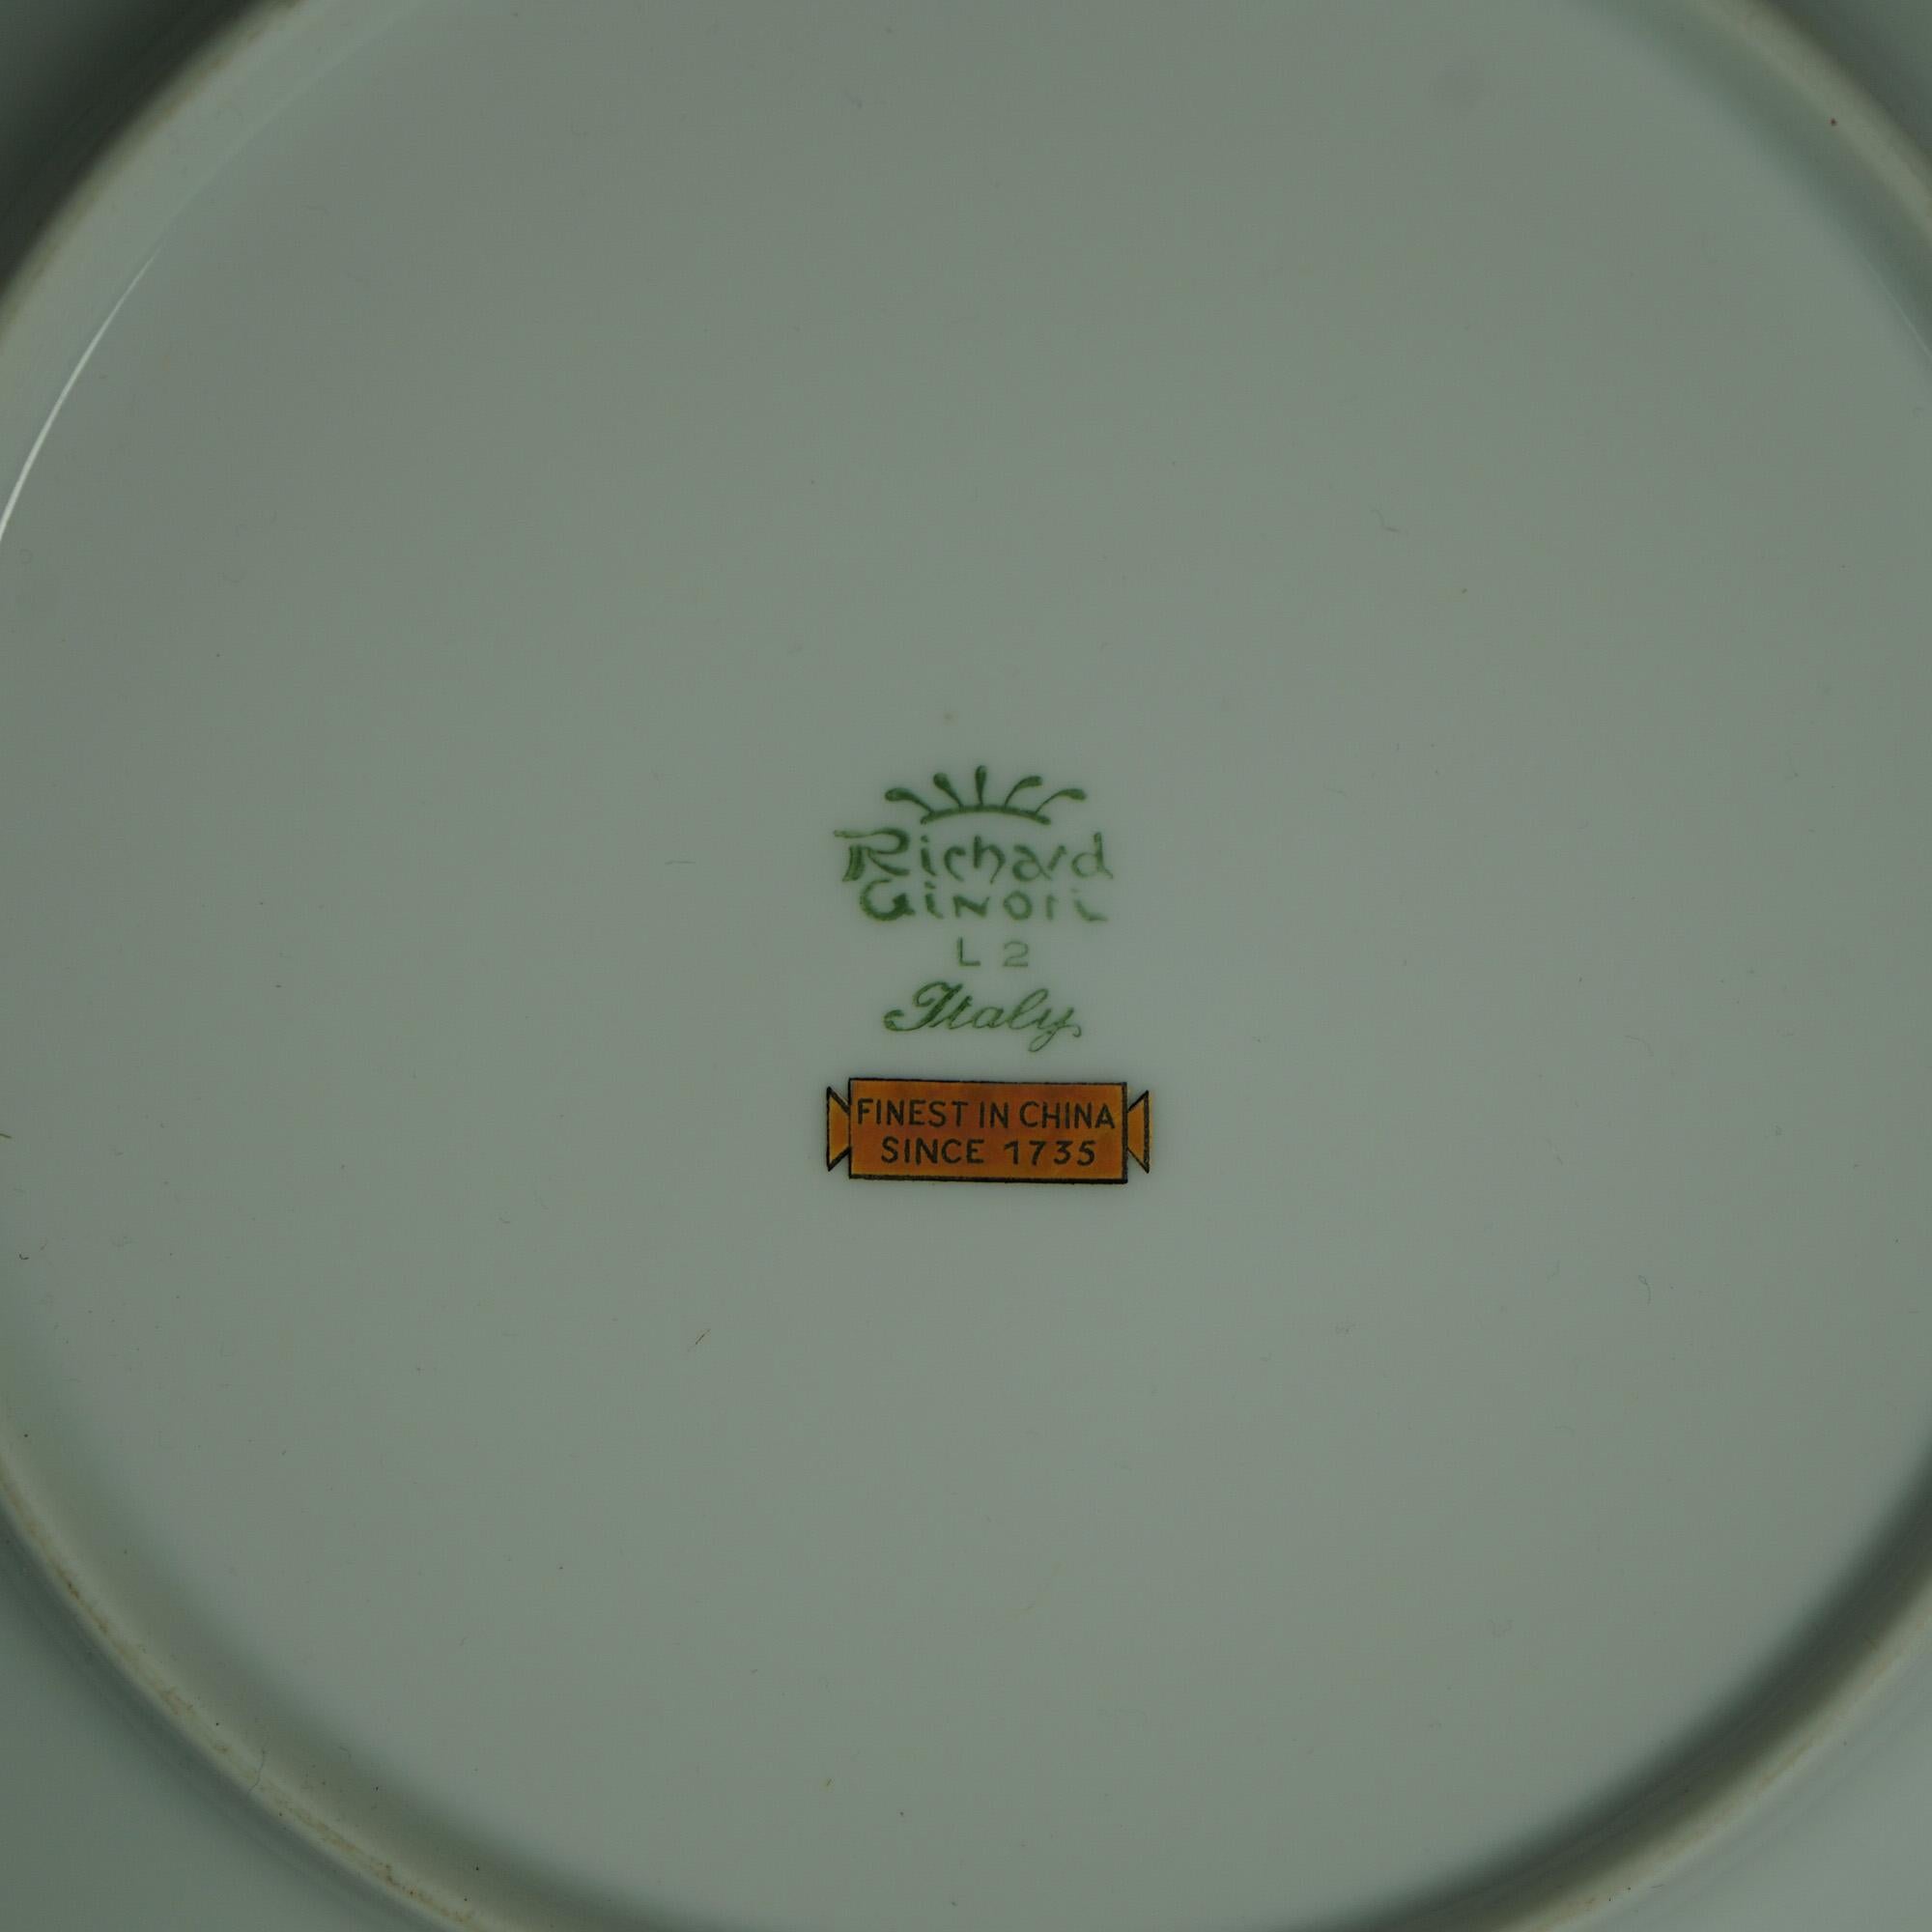 Richard
GiNORi
L 2
Italy
FINEST IN CHINA
SINCE 1735